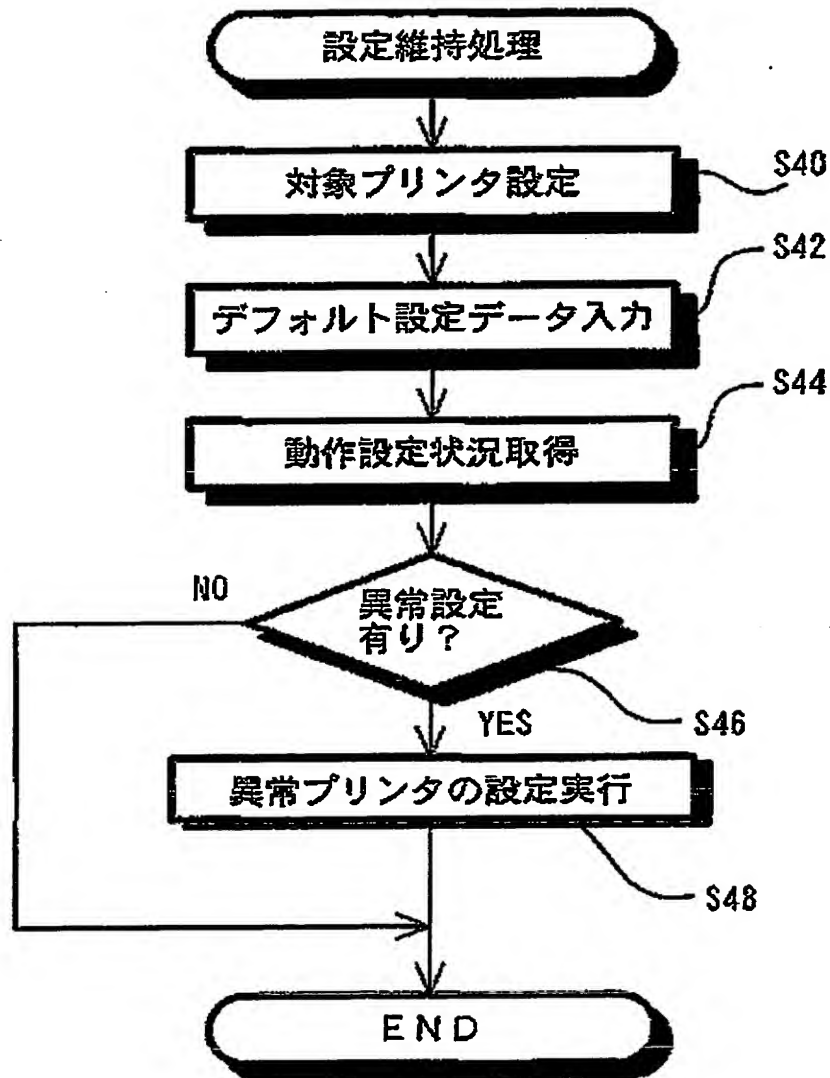 設定維持処理
対象プリンタ設定
S40
デフォルト設定データ入力
S42
動作設定状況取得
S44
異常設定
有り?
NO
S46
YES
異常プリンタの設定実行
S48
END